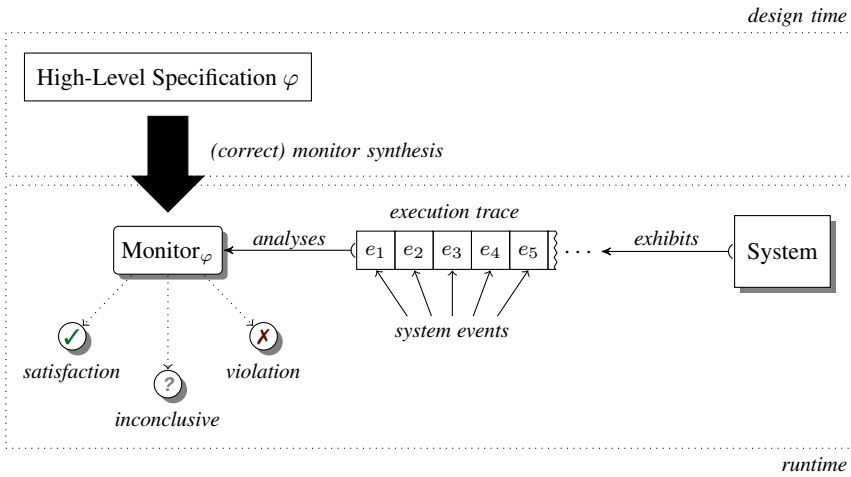 design time
High-Level Specification φ
(correct) monitor synthesis
execution trace
Monitorφ
analyses
e1 e2 e3 e4 e5 ···
exhibits
System
system events
✓
✗
satisfaction
violation
?
inconclusive
runtime